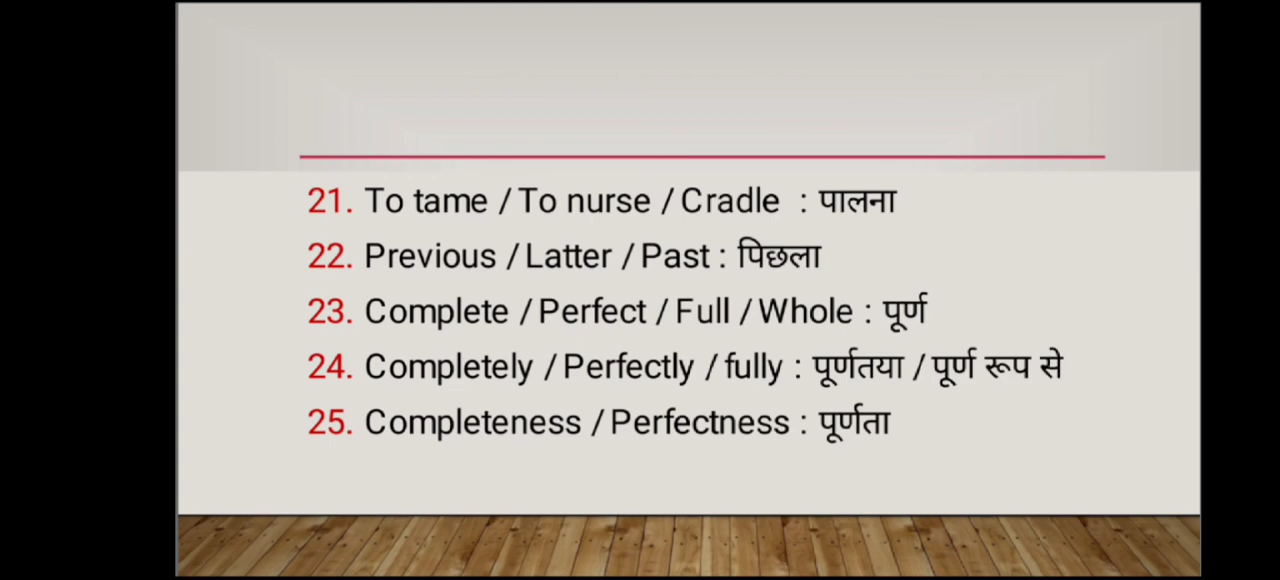 21. To tame / To nurse / Cradle : पालना
22. Previous / Latter / Past : पिछला
23. Complete / Perfect / Full / Whole : पूर्ण
24. Completely / Perfectly / fully : पूर्णतया / पूर्ण रूप से
25. Completeness / Perfectness : पूर्णता